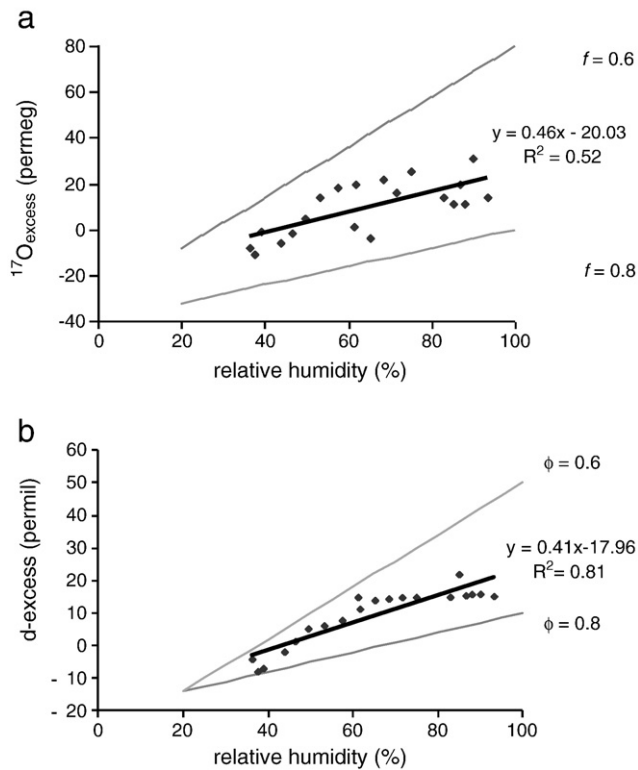 a
80
60
40
20
0
-20
-40
0 20 40 60 80 100
¹⁷Oexcess (permeg)
relative humidity (%)
f = 0.6
y = 0.46x - 20.03
R² = 0.52
f = 0.8
b
60
50
40
30
20
10
0
- 10
- 20
0 20 40 60 80 100
d-excess (permil)
relative humidity (%)
ϕ = 0.6
y = 0.41x-17.96
R²= 0.81
ϕ = 0.8